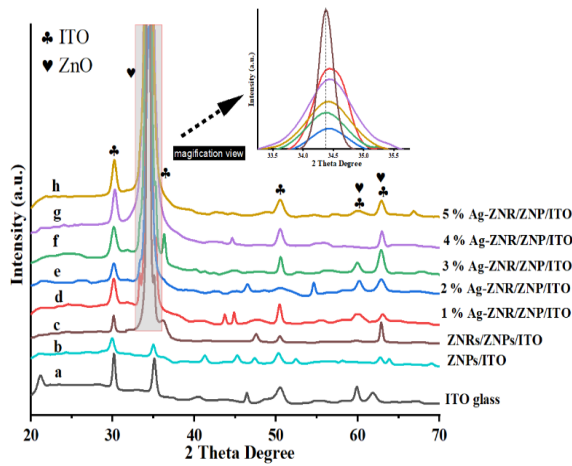 ♣ ITO
♥ ZnO
Intensity (a.u.)
33.5 34.5 35.0 35.5
2 Theta Degree
magification view
♥
♣
♣
♣
♥ ♣
♥ ♣
h
g
f
e
d
c
b
a
5 % Ag-ZNR/ZNP/ITO
4 % Ag-ZNR/ZNP/ITO
3 % Ag-ZNR/ZNP/ITO
2 % Ag-ZNR/ZNP/ITO
1 % Ag-ZNR/ZNP/ITO
ZNRs/ZNPs/ITO
ZNPs/ITO
ITO glass
Intensity (a.u.)
20 30 40 50 60 70
2 Theta Degree